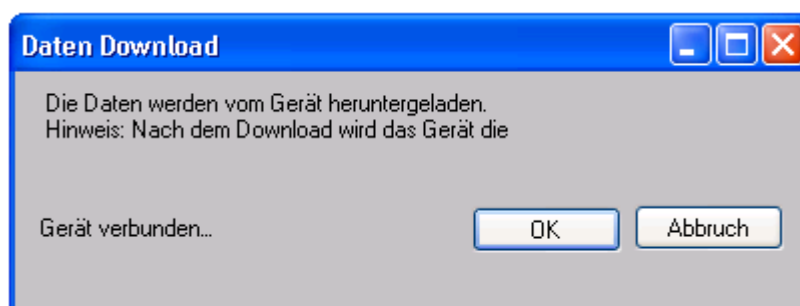 Daten Download
Die Daten werden vom Gerät heruntergeladen.
Hinweis: Nach dem Download wird das Gerät die
Gerät verbunden...
OK
Abbruch